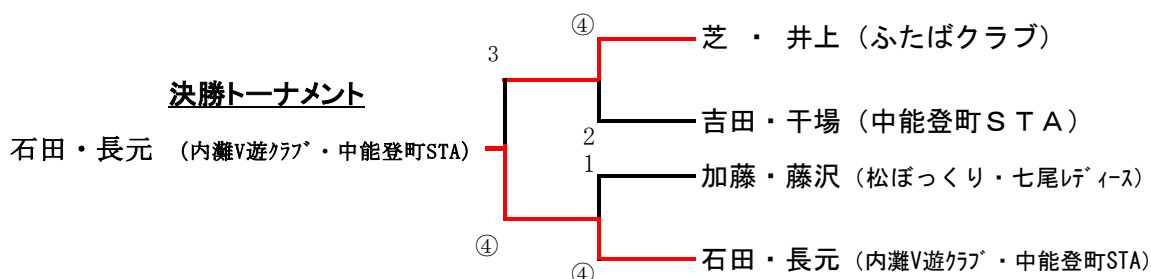 ④
芝 ・ 井上 (ふたばクラブ)
3
決勝トーナメント
吉田・干場 (中能登町ＳＴＡ)
2
石田・長元 (内灘V遊ｸﾗﾌﾞ・中能登町STA)
1
加藤・藤沢 (松ぼっくり・七尾ﾚﾃﾞｨｰｽ)
④
④
石田・長元 (内灘V遊ｸﾗﾌﾞ・中能登町STA)